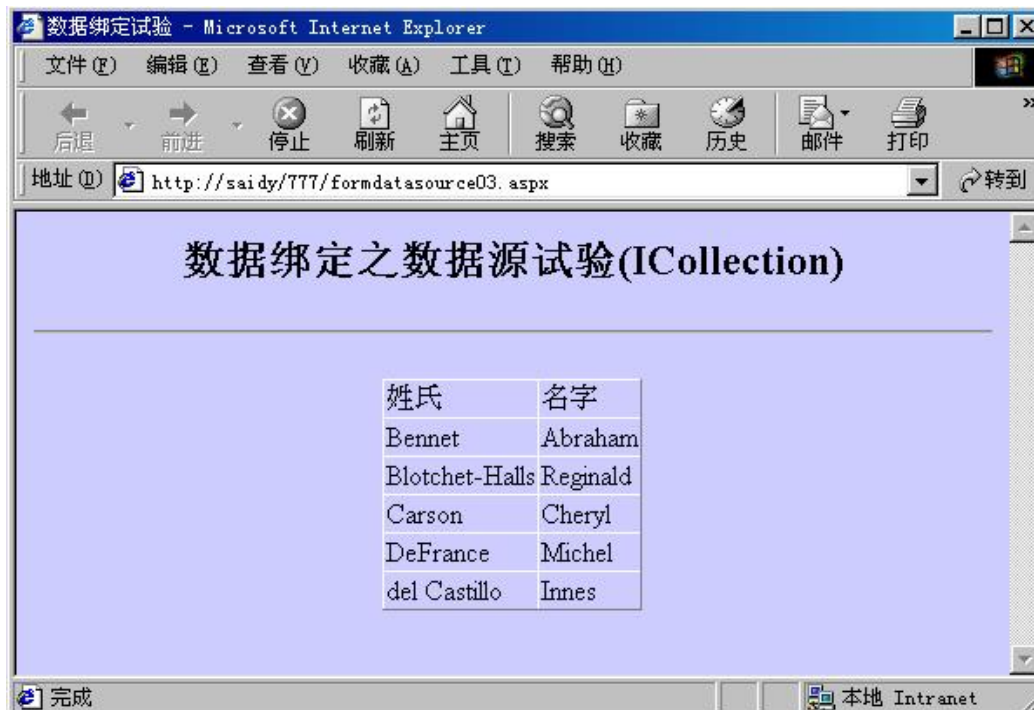 数据绑定试验 - Microsoft Internet Explorer
文件(F) 编辑(E) 查看(V) 收藏(A) 工具(T) 帮助(H)
后退 前进 停止 刷新 主页 搜索 收藏 历史 邮件 打印 »
地址(D) http://saidy/777/formdatasource03.aspx 转到
数据绑定之数据源试验(ICollection)
姓氏 名字
Bennet Abraham
Blotchet-Halls Reginald
Carson Cheryl
DeFrance Michel
del Castillo Innes
完成 本地 Intranet